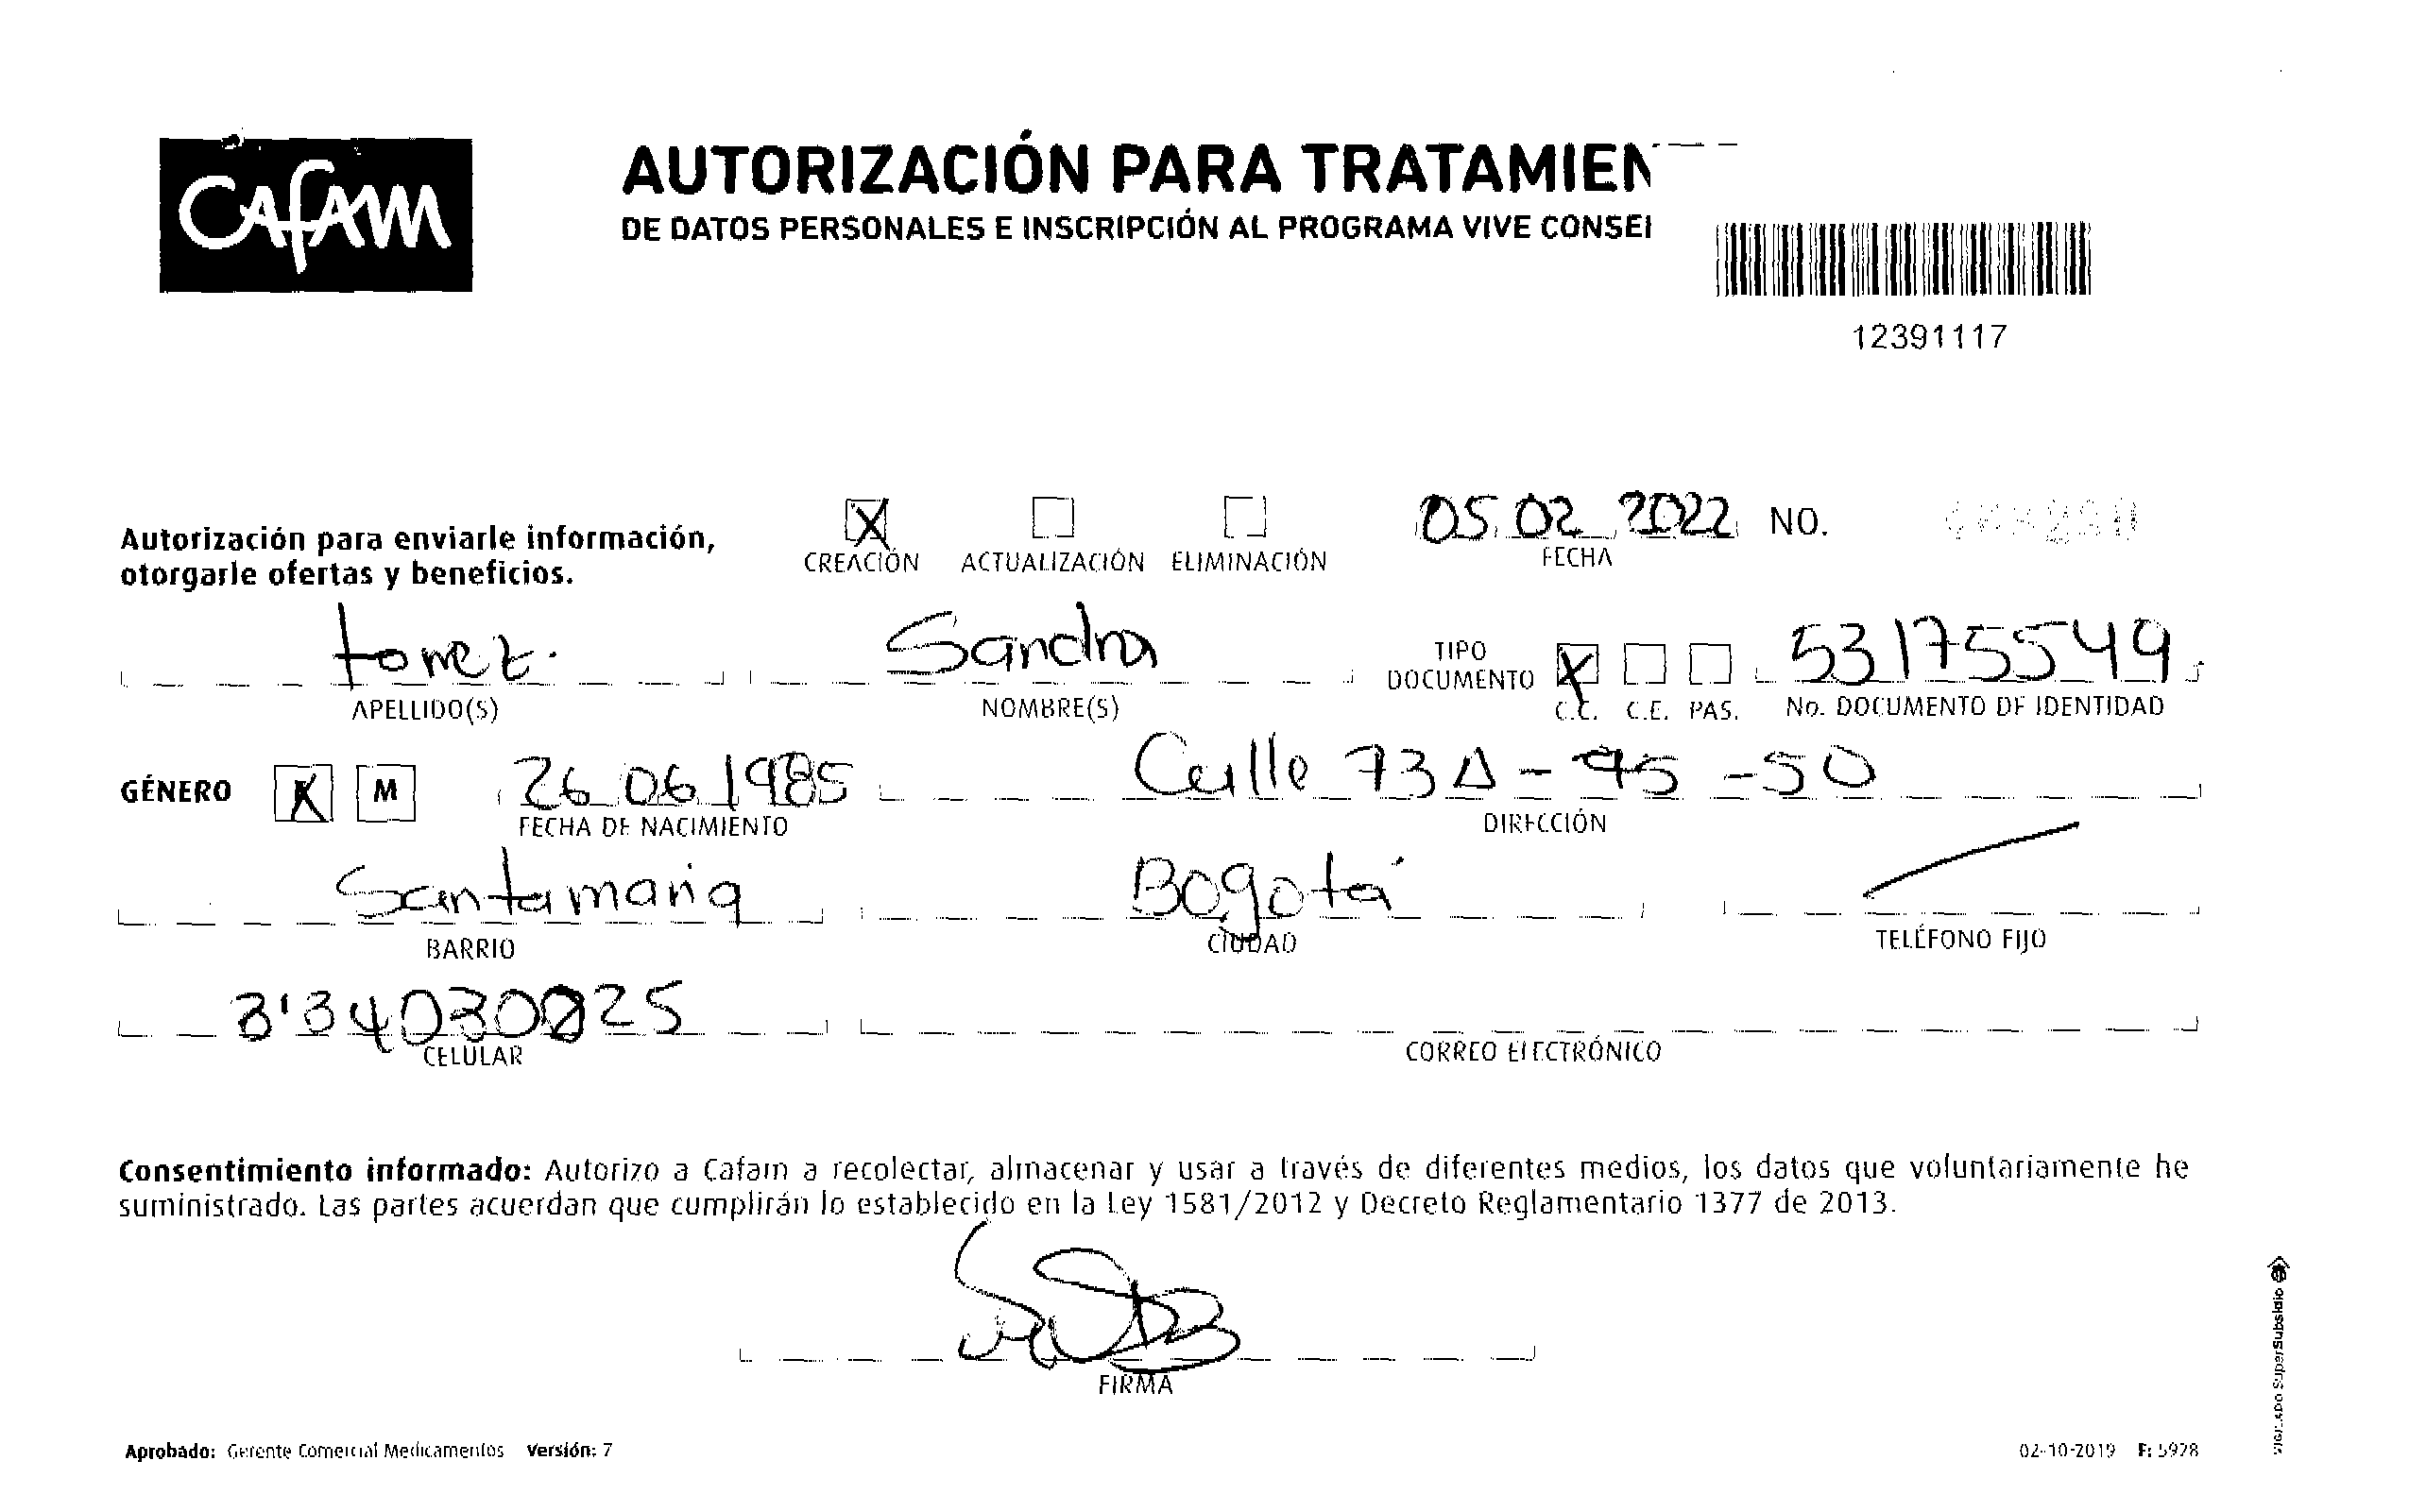 Cafam
AUTORIZACIÓN PARA TRATAMIEN
DE DATOS PERSONALES E INSCRIPCIÓN AL PROGRAMA VIVE CONSEI
12391117
Autorización para enviarle información,
otorgarle ofertas y beneficios.
X CREACIÓN ACTUALIZACIÓN ELIMINACIÓN
05 02 2022 NO.
FECHA
torrez. Sandra
TIPO DOCUMENTO X 53175549
APELLIDO(S) NOMBRE(S) C.C. C.E. PAS. No. DOCUMENTO DE IDENTIDAD
GÉNERO X M 26 06 1985 Calle 73A - 95 - 50
FECHA DE NACIMIENTO DIRECCIÓN
Santamaria Bogotá
BARRIO CIUDAD TELÉFONO FIJO
3134030025
CELULAR CORREO ELECTRÓNICO
Consentimiento informado: Autorizo a Cafam a recolectar, almacenar y usar a través de diferentes medios, los datos que voluntariamente he
suministrado. Las partes acuerdan que cumplirán lo establecido en la Ley 1581/2012 y Decreto Reglamentario 1377 de 2013.
FIRMA
Aprobado: Gerente Comercial Medicamentos Versión: 7
02-10-2019 F: 5928
VIGILADO SuperSubsidio